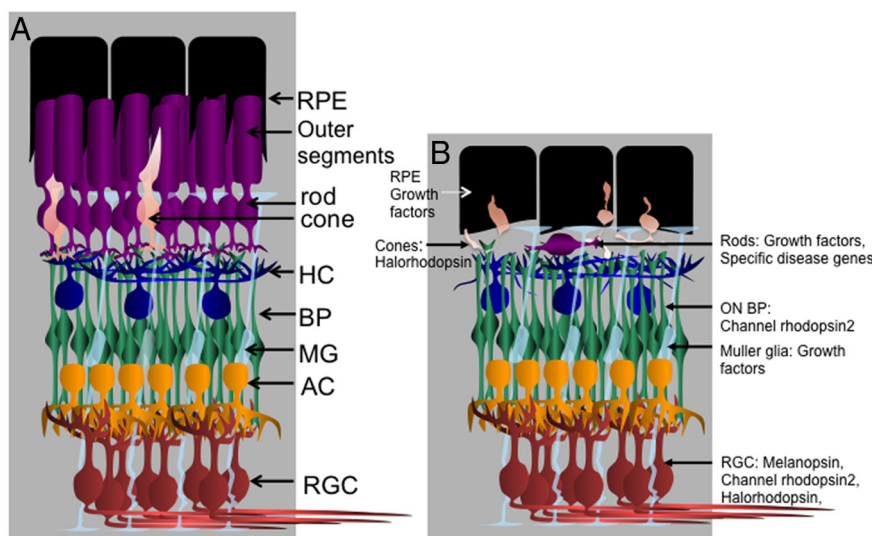 A
RPE
Outer
segments
rod
cone
HC
BP
MG
AC
RGC
B
RPE
Growth
factors
Cones:
Halorhodopsin
Rods: Growth factors,
Specific disease genes
ON BP:
Channel rhodopsin2
Muller glia: Growth
factors
RGC: Melanopsin,
Channel rhodopsin2,
Halorhodopsin,